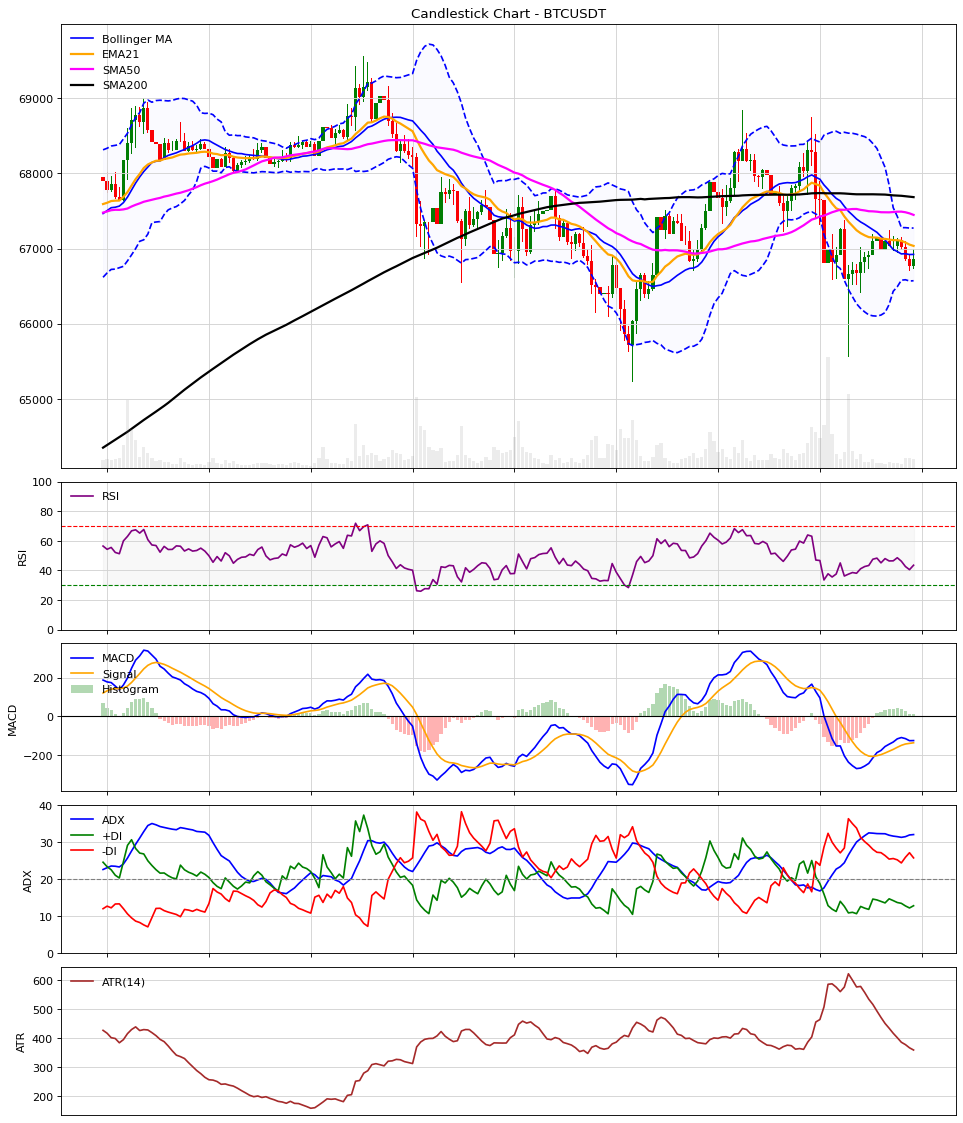 Candlestick Chart - BTCUSDT
Bollinger MA
EMA21
SMA50
SMA200
69000
68000
67000
66000
65000
100
80
60
40
20
0
RSI
RSI
MACD
Signal
Histogram
200
0
−200
MACD
ADX
+DI
-DI
40
30
20
10
0
ADX
ATR(14)
600
500
400
300
200
ATR